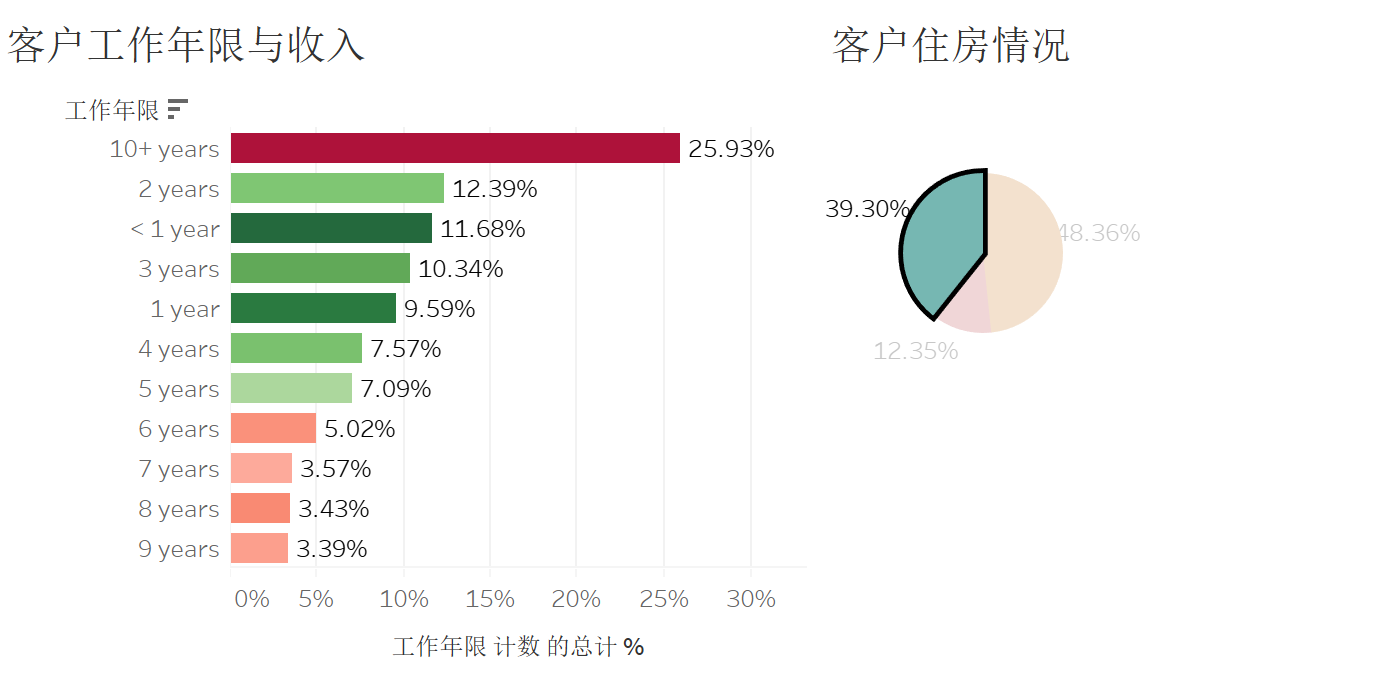 客户工作年限与收入
工作年限
10+ years 25.93%
2 years 12.39%
< 1 year 11.68%
3 years 10.34%
1 year 9.59%
4 years 7.57%
5 years 7.09%
6 years 5.02%
7 years 3.57%
8 years 3.43%
9 years 3.39%
0% 5% 10% 15% 20% 25% 30%
工作年限 计数 的总计 %
客户住房情况
39.30%
48.36%
12.35%